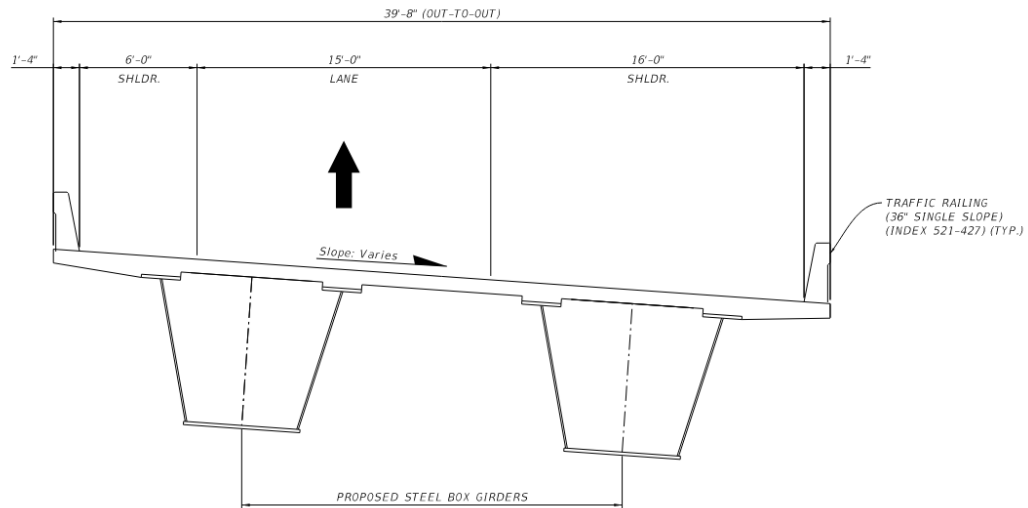 39'-8" (OUT-TO-OUT)
1'-4"
6'-0"
15'-0"
16'-0"
1'-4"
SHLDR.
LANE
SHLDR.
TRAFFIC RAILING
(36" SINGLE SLOPE)
(INDEX 521-427) (TYP.)
Slope: Varies
PROPOSED STEEL BOX GIRDERS